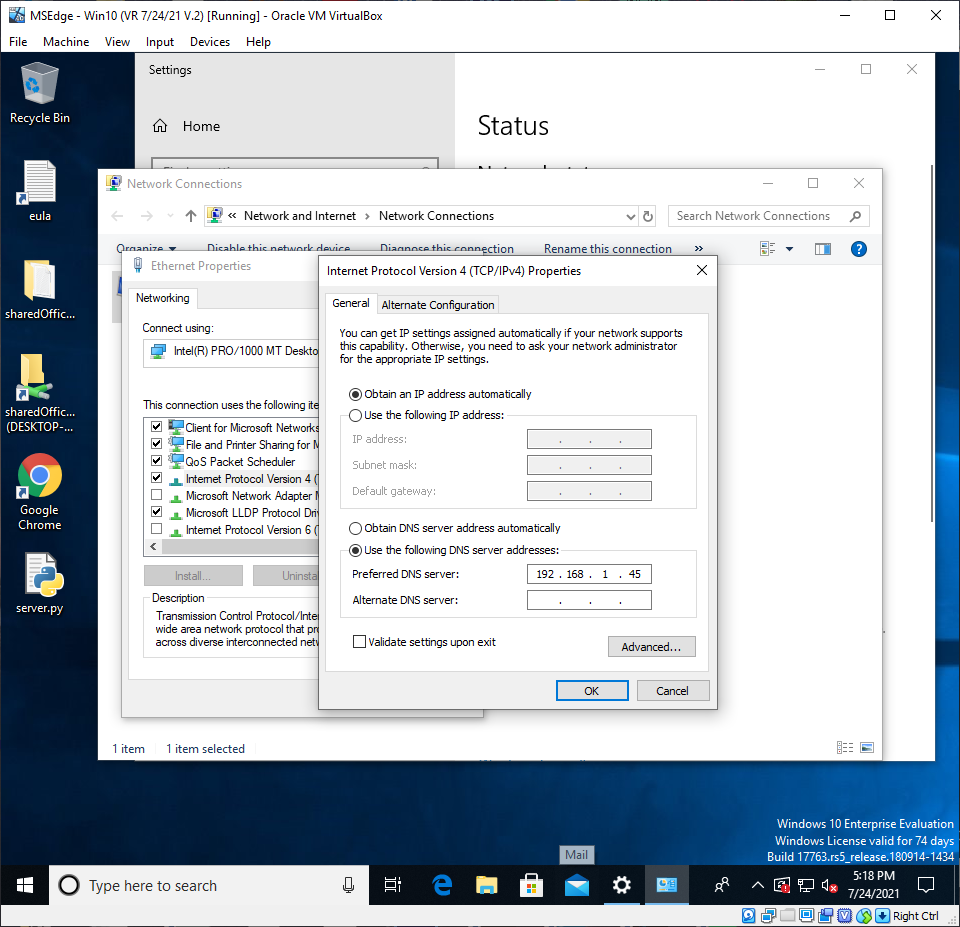 MSEdge - Win10 (VR 7/24/21 V.2) [Running] - Oracle VM VirtualBox
File Machine View Input Devices Help
Recycle Bin
eula
sharedOffic...
sharedOffic...
(DESKTOP-...
Google
Chrome
server.py
Settings
Home
Status
Network Connections
« Network and Internet › Network Connections
Search Network Connections
Organize Disable this network device Diagnose this connection Rename this connection »
Ethernet Properties
Networking
Connect using:
Intel(R) PRO/1000 MT Deskto
This connection uses the following ite
Client for Microsoft Networks
File and Printer Sharing for M
QoS Packet Scheduler
Internet Protocol Version 4 (
Microsoft Network Adapter M
Microsoft LLDP Protocol Driv
Internet Protocol Version 6 (
Install... Uninsta
Description
Transmission Control Protocol/Inter
wide area network protocol that pro
across diverse interconnected netw
Internet Protocol Version 4 (TCP/IPv4) Properties
General Alternate Configuration
You can get IP settings assigned automatically if your network supports
this capability. Otherwise, you need to ask your network administrator
for the appropriate IP settings.
Obtain an IP address automatically
Use the following IP address:
IP address: . . .
Subnet mask: . . .
Default gateway: . . .
Obtain DNS server address automatically
Use the following DNS server addresses:
Preferred DNS server: 192 . 168 . 1 . 45
Alternate DNS server: . . .
Validate settings upon exit
Advanced...
OK Cancel
1 item 1 item selected
Windows 10 Enterprise Evaluation
Windows License valid for 74 days
Build 17763.rs5_release.180914-1434
Mail
Type here to search
5:18 PM
7/24/2021
Right Ctrl